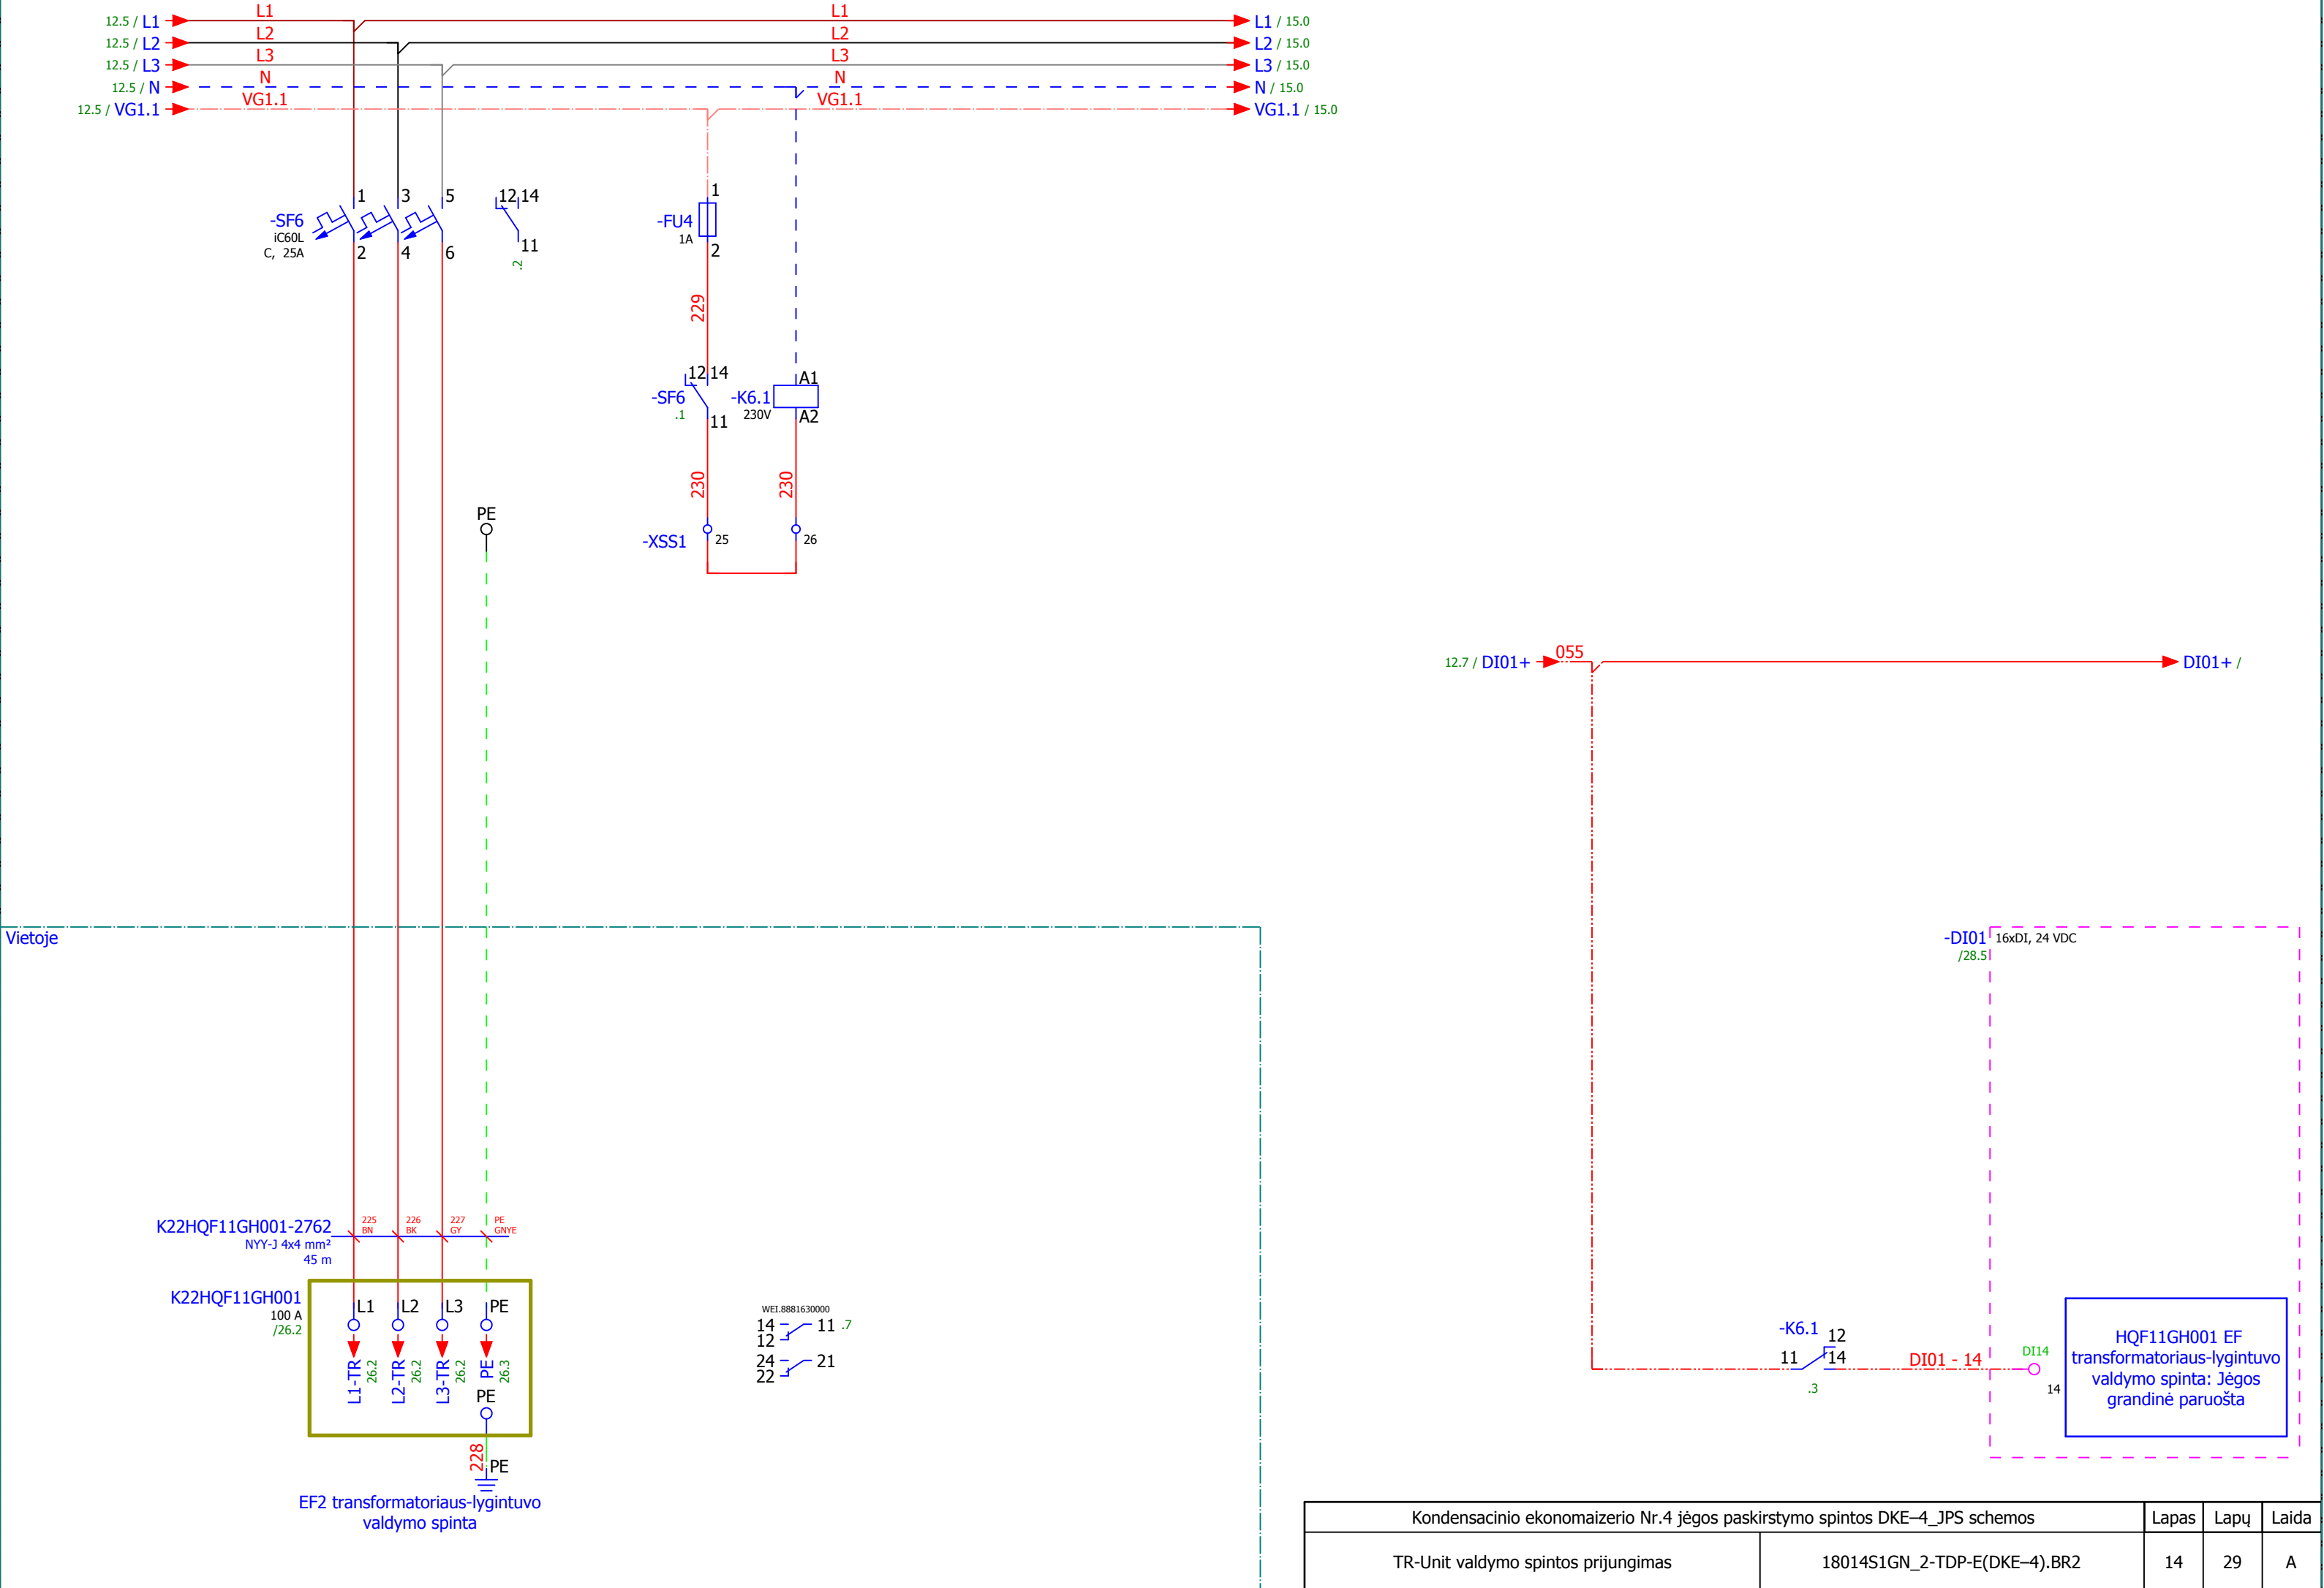 L1 L1
12.5 / L1 L1 / 15.0
L2 L2
12.5 / L2 L2 / 15.0
L3 L3
12.5 / L3 L3 / 15.0
N N
12.5 / N N / 15.0
VG1.1 VG1.1
12.5 / VG1.1 VG1.1 / 15.0
1 3 5 12 14
-SF6
iC60L
C, 25A
2 4 6 11
.2
1
-FU4
1A
2
229
12 14
-SF6
.1
11
A1
-K6.1
230V
A2
230 230
PE
-XSS1 25 26
12.7 / DI01+ 055 DI01+ /
Vietoje
-DI01 16xDI, 24 VDC
/28.5
K22HQF11GH001-2762
NYY-J 4x4 mm²
45 m
225 226 227 PE
BN BK GY GNYE
K22HQF11GH001
100 A
/26.2
L1 L2 L3 PE
L1-TR 26.2
L2-TR 26.2
L3-TR 26.2
PE 26.3
PE
228
PE
EF2 transformatoriaus-lygintuvo
valdymo spinta
WEI.8881630000
14 11 .7
12
24 21
22
-K6.1 12
11 14
.3
DI01 - 14
DI14
14
HQF11GH001 EF
transformatoriaus-lygintuvo
valdymo spinta: Jėgos
grandinė paruošta
Kondensacinio ekonomaizerio Nr.4 jėgos paskirstymo spintos DKE–4_JPS schemos Lapas Lapų Laida
TR-Unit valdymo spintos prijungimas 18014S1GN_2-TDP-E(DKE–4).BR2 14 29 A